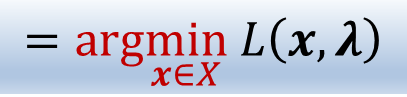 = argmin L(x, λ)
x∈X